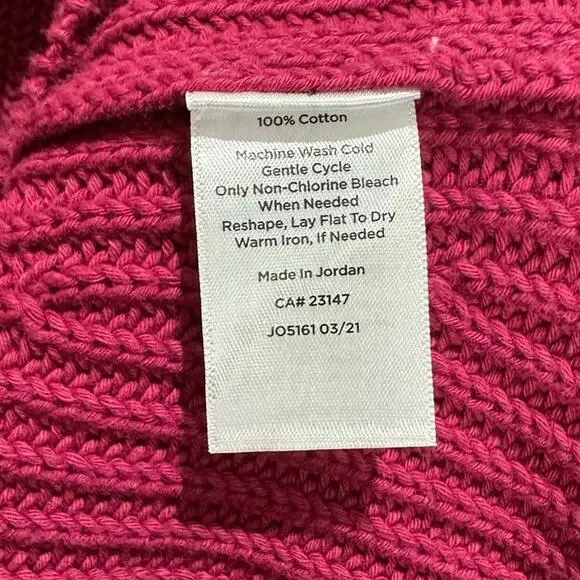 100% Cotton
Machine Wash Cold
Gentle Cycle
Only Non-Chlorine Bleach
When Needed
Reshape, Lay Flat To Dry
Warm Iron, If Needed
Made In Jordan
CA# 23147
JO5161 03/21